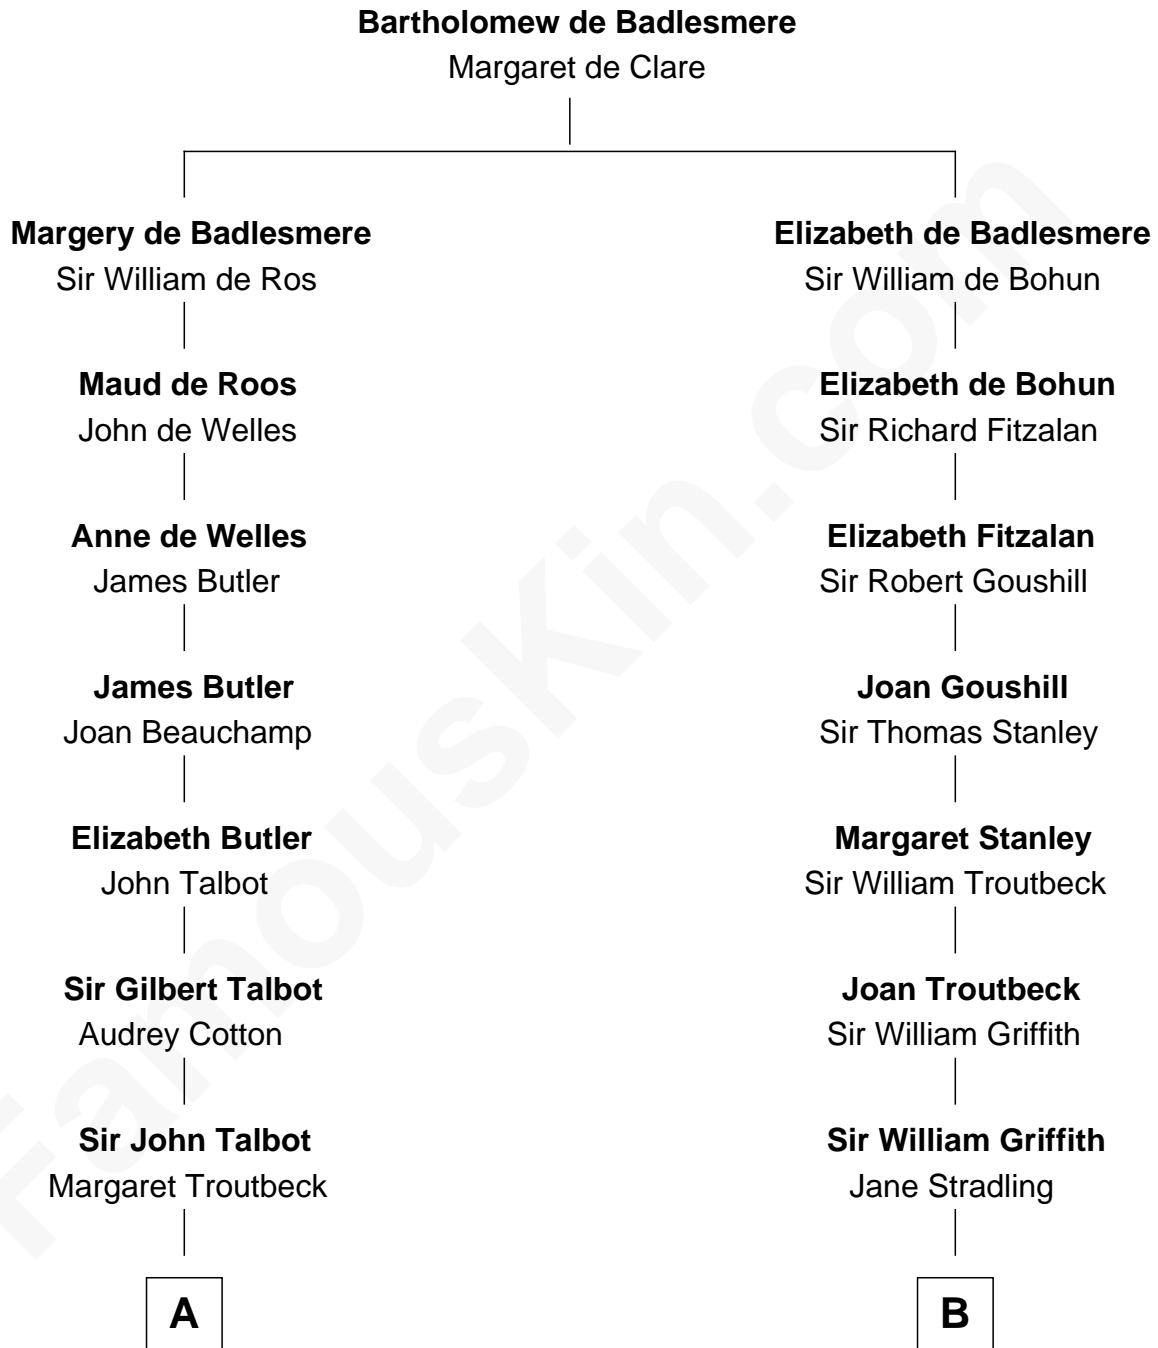 Bartholomew de Badlesmere
Margaret de Clare
Margery de Badlesmere
Sir William de Ros
Elizabeth de Badlesmere
Sir William de Bohun
Maud de Roos
John de Welles
Elizabeth de Bohun
Sir Richard Fitzalan
Anne de Welles
James Butler
Elizabeth Fitzalan
Sir Robert Goushill
James Butler
Joan Beauchamp
Joan Goushill
Sir Thomas Stanley
Elizabeth Butler
John Talbot
Margaret Stanley
Sir William Troutbeck
Sir Gilbert Talbot
Audrey Cotton
Joan Troutbeck
Sir William Griffith
Sir John Talbot
Margaret Troutbeck
Sir William Griffith
Jane Stradling
A
B
FamousKin.com